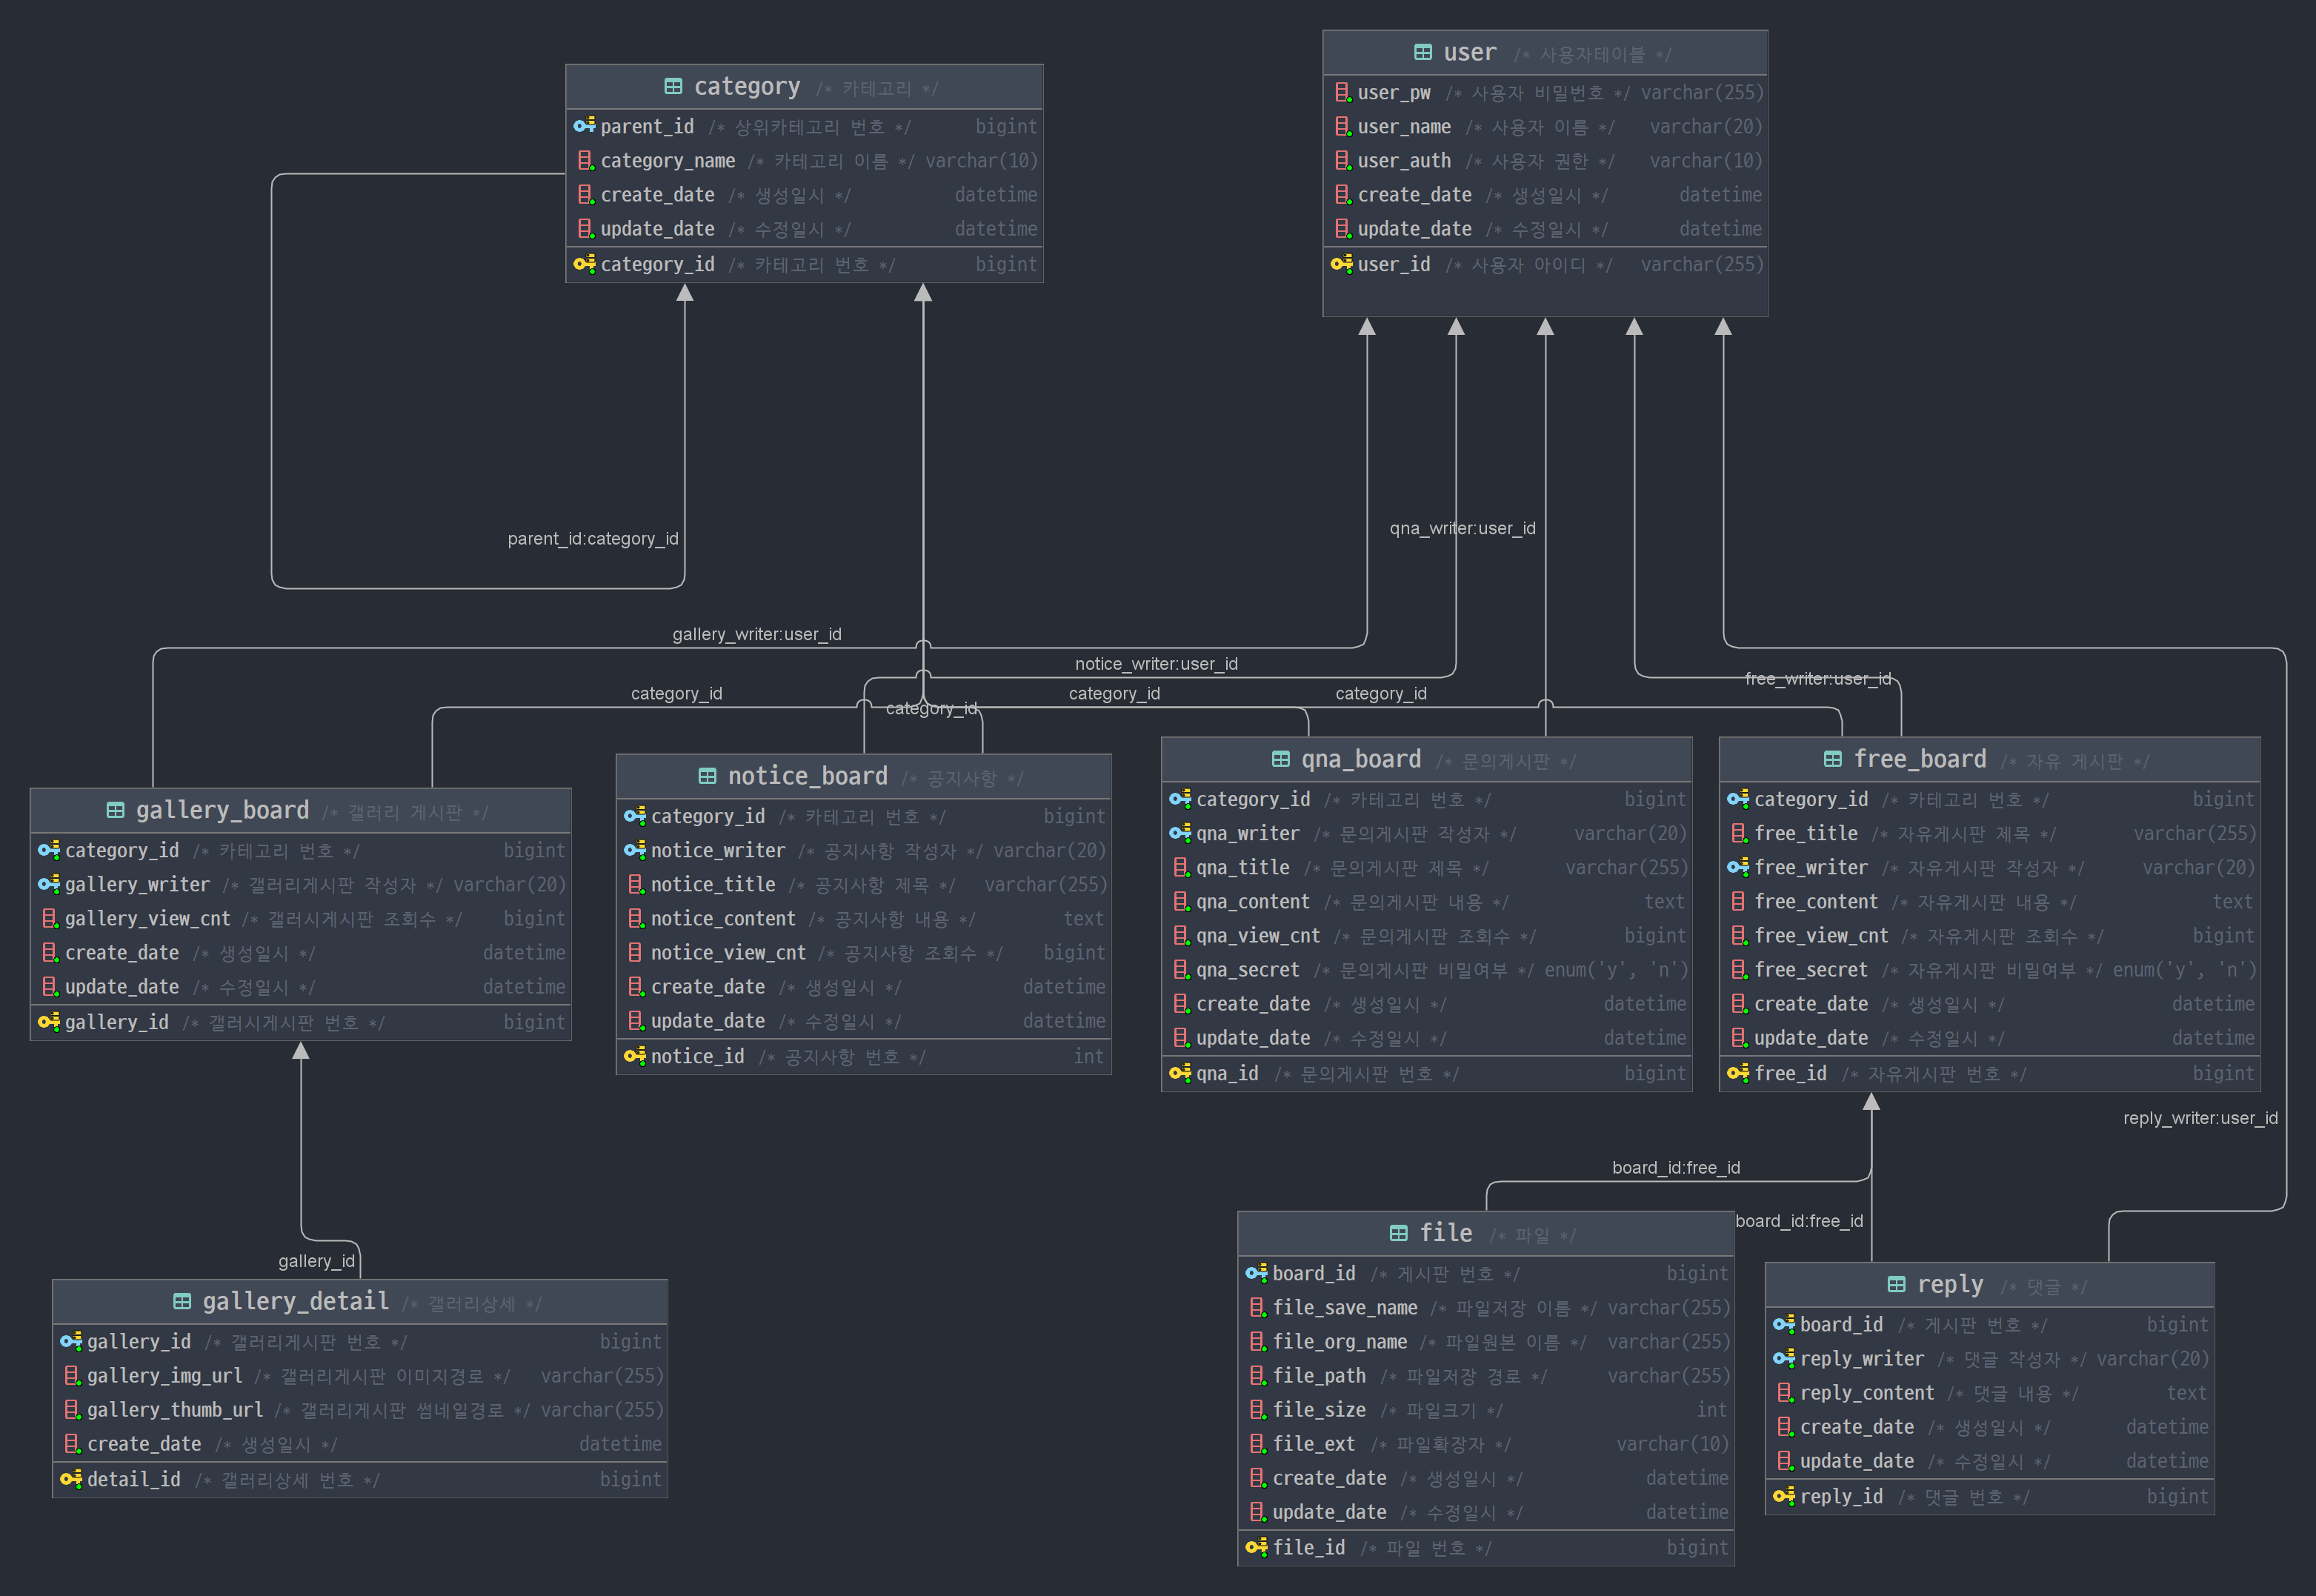 category /* 카테고리 */
parent_id /* 상위카테고리 번호 */ bigint
category_name /* 카테고리 이름 */ varchar(10)
create_date /* 생성일시 */ datetime
update_date /* 수정일시 */ datetime
category_id /* 카테고리 번호 */ bigint
user /* 사용자테이블 */
user_pw /* 사용자 비밀번호 */ varchar(255)
user_name /* 사용자 이름 */ varchar(20)
user_auth /* 사용자 권한 */ varchar(10)
create_date /* 생성일시 */ datetime
update_date /* 수정일시 */ datetime
user_id /* 사용자 아이디 */ varchar(255)
parent_id:category_id
qna_writer:user_id
gallery_writer:user_id
notice_writer:user_id
free_writer:user_id
category_id
category_id
category_id
category_id
gallery_board /* 갤러리 게시판 */
category_id /* 카테고리 번호 */ bigint
gallery_writer /* 갤러리게시판 작성자 */ varchar(20)
gallery_view_cnt /* 갤러시게시판 조회수 */ bigint
create_date /* 생성일시 */ datetime
update_date /* 수정일시 */ datetime
gallery_id /* 갤러시게시판 번호 */ bigint
notice_board /* 공지사항 */
category_id /* 카테고리 번호 */ bigint
notice_writer /* 공지사항 작성자 */ varchar(20)
notice_title /* 공지사항 제목 */ varchar(255)
notice_content /* 공지사항 내용 */ text
notice_view_cnt /* 공지사항 조회수 */ bigint
create_date /* 생성일시 */ datetime
update_date /* 수정일시 */ datetime
notice_id /* 공지사항 번호 */ int
qna_board /* 문의게시판 */
category_id /* 카테고리 번호 */ bigint
qna_writer /* 문의게시판 작성자 */ varchar(20)
qna_title /* 문의게시판 제목 */ varchar(255)
qna_content /* 문의게시판 내용 */ text
qna_view_cnt /* 문의게시판 조회수 */ bigint
qna_secret /* 문의게시판 비밀여부 */ enum('y', 'n')
create_date /* 생성일시 */ datetime
update_date /* 수정일시 */ datetime
qna_id /* 문의게시판 번호 */ bigint
free_board /* 자유 게시판 */
category_id /* 카테고리 번호 */ bigint
free_title /* 자유게시판 제목 */ varchar(255)
free_writer /* 자유게시판 작성자 */ varchar(20)
free_content /* 자유게시판 내용 */ text
free_view_cnt /* 자유게시판 조회수 */ bigint
free_secret /* 자유게시판 비밀여부 */ enum('y', 'n')
create_date /* 생성일시 */ datetime
update_date /* 수정일시 */ datetime
free_id /* 자유게시판 번호 */ bigint
reply_writer:user_id
board_id:free_id
board_id:free_id
gallery_id
gallery_detail /* 갤러리상세 */
gallery_id /* 갤러리게시판 번호 */ bigint
gallery_img_url /* 갤러리게시판 이미지경로 */ varchar(255)
gallery_thumb_url /* 갤러리게시판 썸네일경로 */ varchar(255)
create_date /* 생성일시 */ datetime
detail_id /* 갤러리상세 번호 */ bigint
file /* 파일 */
board_id /* 게시판 번호 */ bigint
file_save_name /* 파일저장 이름 */ varchar(255)
file_org_name /* 파일원본 이름 */ varchar(255)
file_path /* 파일저장 경로 */ varchar(255)
file_size /* 파일크기 */ int
file_ext /* 파일확장자 */ varchar(10)
create_date /* 생성일시 */ datetime
update_date /* 수정일시 */ datetime
file_id /* 파일 번호 */ bigint
reply /* 댓글 */
board_id /* 게시판 번호 */ bigint
reply_writer /* 댓글 작성자 */ varchar(20)
reply_content /* 댓글 내용 */ text
create_date /* 생성일시 */ datetime
update_date /* 수정일시 */ datetime
reply_id /* 댓글 번호 */ bigint